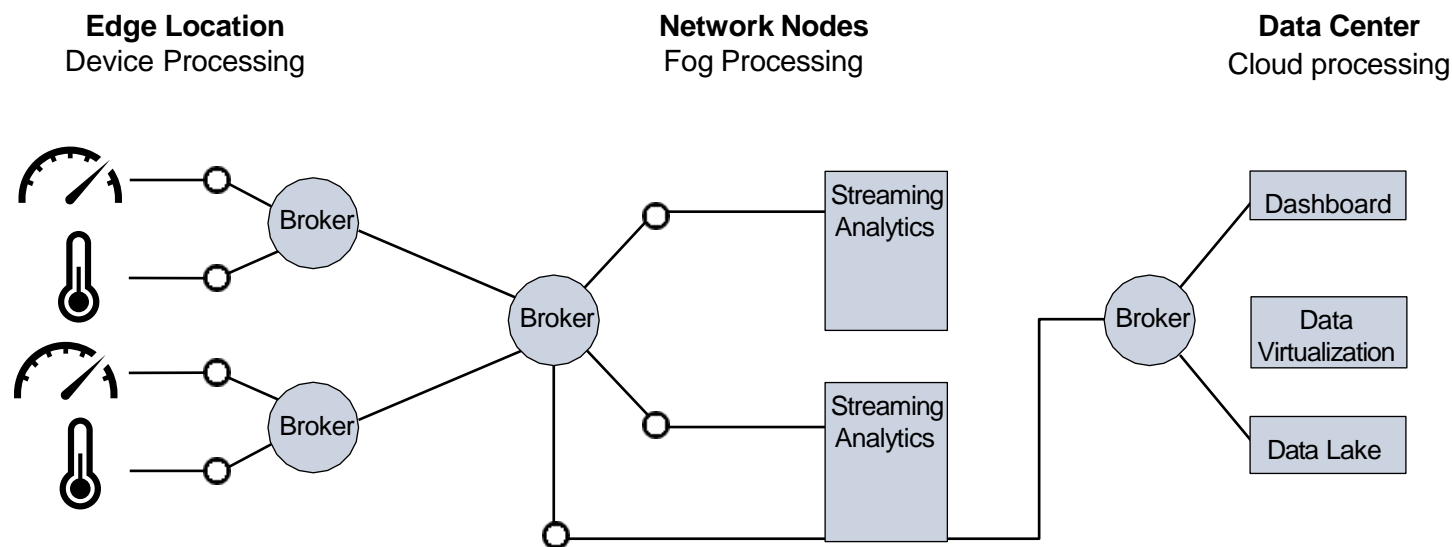 Edge Location
Device Processing
Network Nodes
Fog Processing
Data Center
Cloud processing
Broker
Broker
Broker
Streaming
Analytics
Streaming
Analytics
Broker
Dashboard
Data
Virtualization
Data Lake